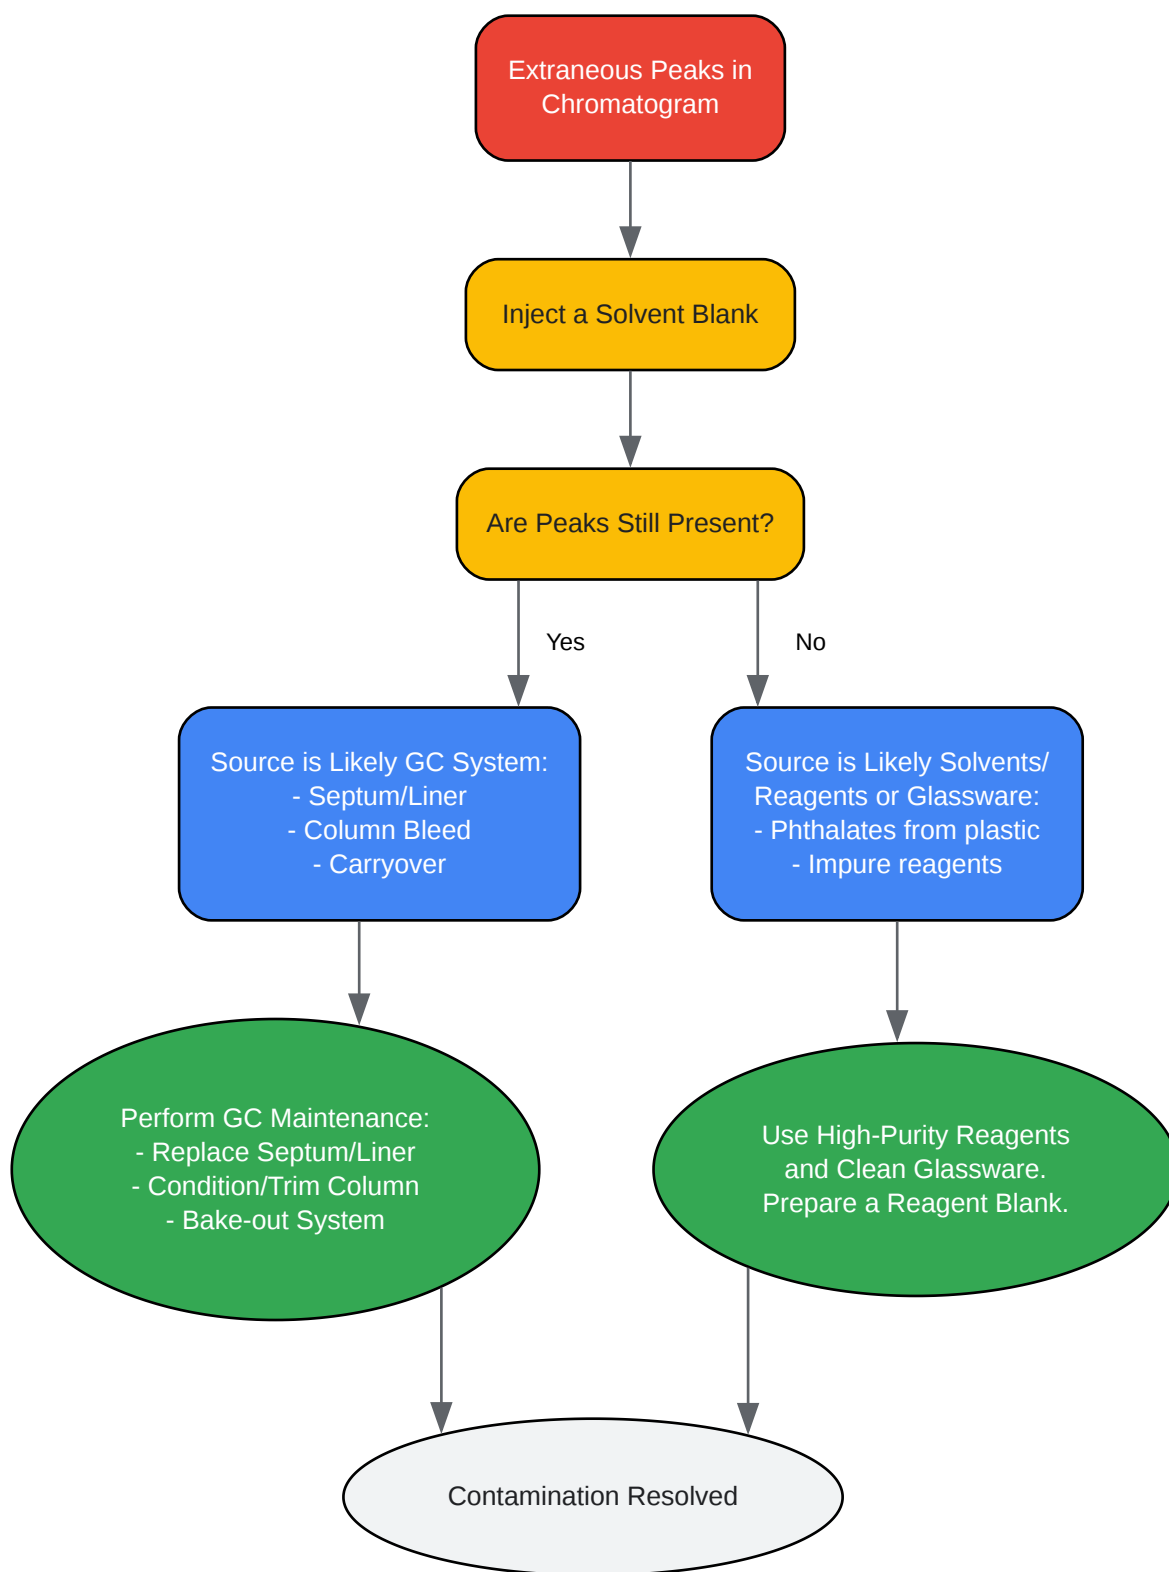 Extraneous Peaks in
Chromatogram
Inject a Solvent Blank
Are Peaks Still Present?
Yes
No
Source is Likely GC System:
- Septum/Liner
- Column Bleed
- Carryover
Source is Likely Solvents/
Reagents or Glassware:
- Phthalates from plastic
- Impure reagents
Perform GC Maintenance:
- Replace Septum/Liner
- Condition/Trim Column
- Bake-out System
Use High-Purity Reagents
and Clean Glassware.
Prepare a Reagent Blank.
Contamination Resolved